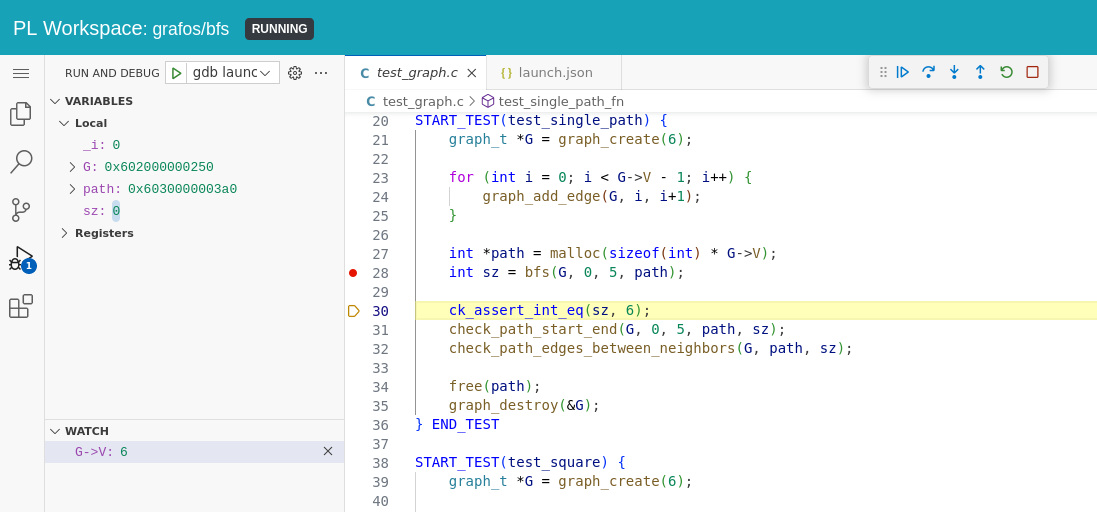 PL Workspace: grafos/bfs RUNNING
RUN AND DEBUG gdb launc
VARIABLES
Local
_i: 0
G: 0x602000000250
path: 0x6030000003a0
sz: 0
Registers
1
WATCH
G->V: 6
C test_graph.c
{ } launch.json
C test_graph.c > test_single_path_fn
20 START_TEST(test_single_path) {
21 graph_t *G = graph_create(6);
22
23 for (int i = 0; i < G->V - 1; i++) {
24 graph_add_edge(G, i, i+1);
25 }
26
27 int *path = malloc(sizeof(int) * G->V);
28 int sz = bfs(G, 0, 5, path);
29
30 ck_assert_int_eq(sz, 6);
31 check_path_start_end(G, 0, 5, path, sz);
32 check_path_edges_between_neighbors(G, path, sz);
33
34 free(path);
35 graph_destroy(&G);
36 } END_TEST
37
38 START_TEST(test_square) {
39 graph_t *G = graph_create(6);
40